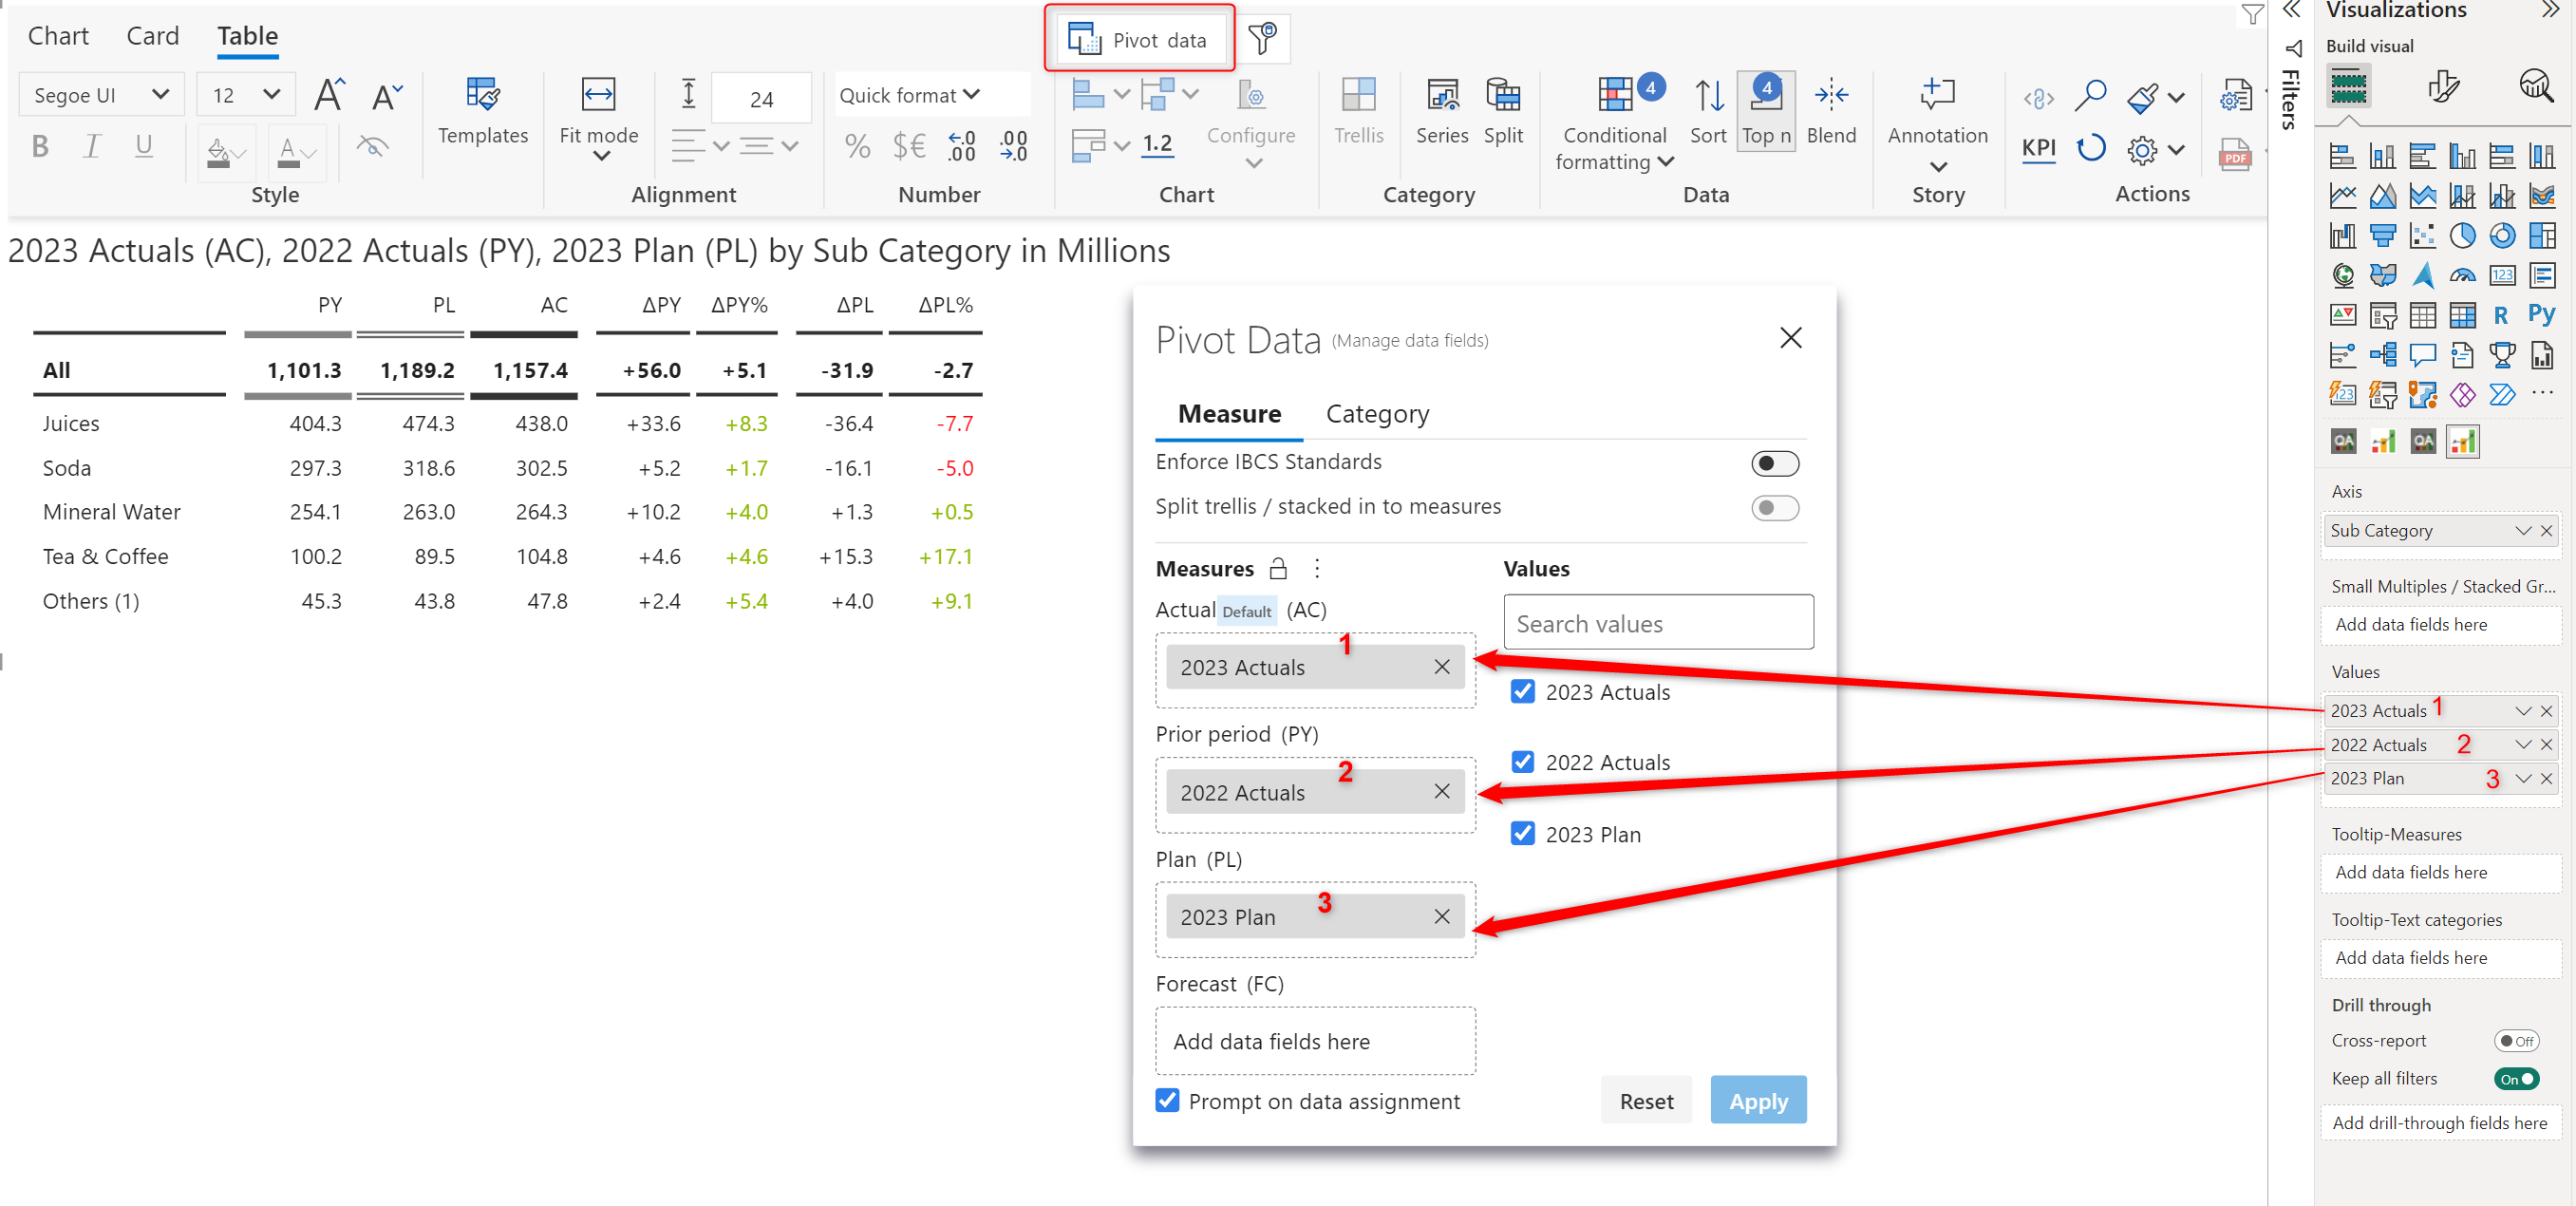 Chart Card Table
Pivot data
Segoe UI 12 A A
B I U A
Style
Templates
Fit mode
24
Alignment
Quick format
% $€ .0 .00 .00 .0
Number
1.2
Configure
Chart
Trellis Series Split
Category
4 4
Conditional formatting Sort Top n Blend
Data
Annotation
Story
KPI PDF
Actions
2023 Actuals (AC), 2022 Actuals (PY), 2023 Plan (PL) by Sub Category in Millions
PY PL AC ΔPY ΔPY% ΔPL ΔPL%
All 1,101.3 1,189.2 1,157.4 +56.0 +5.1 -31.9 -2.7
Juices 404.3 474.3 438.0 +33.6 +8.3 -36.4 -7.7
Soda 297.3 318.6 302.5 +5.2 +1.7 -16.1 -5.0
Mineral Water 254.1 263.0 264.3 +10.2 +4.0 +1.3 +0.5
Tea & Coffee 100.2 89.5 104.8 +4.6 +4.6 +15.3 +17.1
Others (1) 45.3 43.8 47.8 +2.4 +5.4 +4.0 +9.1
Pivot Data (Manage data fields)
Measure Category
Enforce IBCS Standards
Split trellis / stacked in to measures
Measures
Actual Default (AC)
1
2023 Actuals
Prior period (PY)
2
2022 Actuals
Plan (PL)
3
2023 Plan
Forecast (FC)
Add data fields here
Prompt on data assignment
Values
Search values
2023 Actuals
2022 Actuals
2023 Plan
Reset Apply
Filters
Visualizations
Build visual
123
R Py
123
QA QA
Axis
Sub Category
Small Multiples / Stacked Gr...
Add data fields here
Values
2023 Actuals 1
2022 Actuals 2
2023 Plan 3
Tooltip-Measures
Add data fields here
Tooltip-Text categories
Add data fields here
Drill through
Cross-report Off
Keep all filters On
Add drill-through fields here